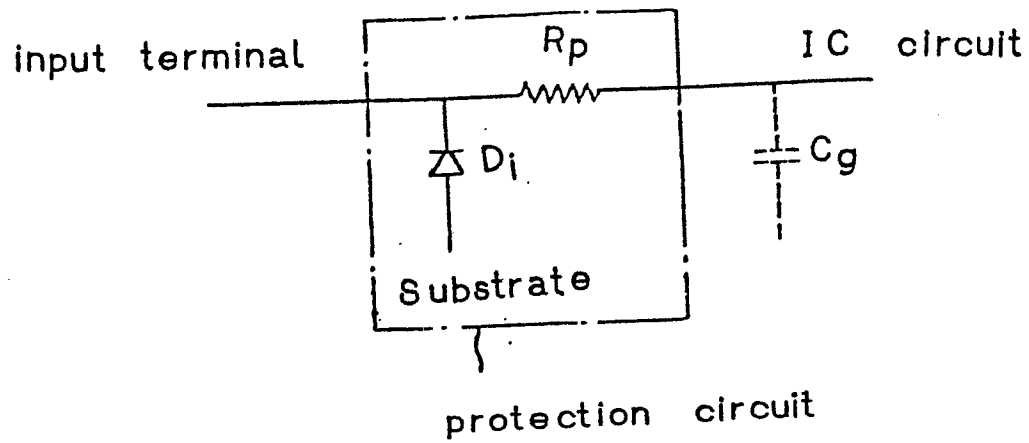 input terminal
Rp
IC circuit
Di
Cg
Substrate
protection circuit